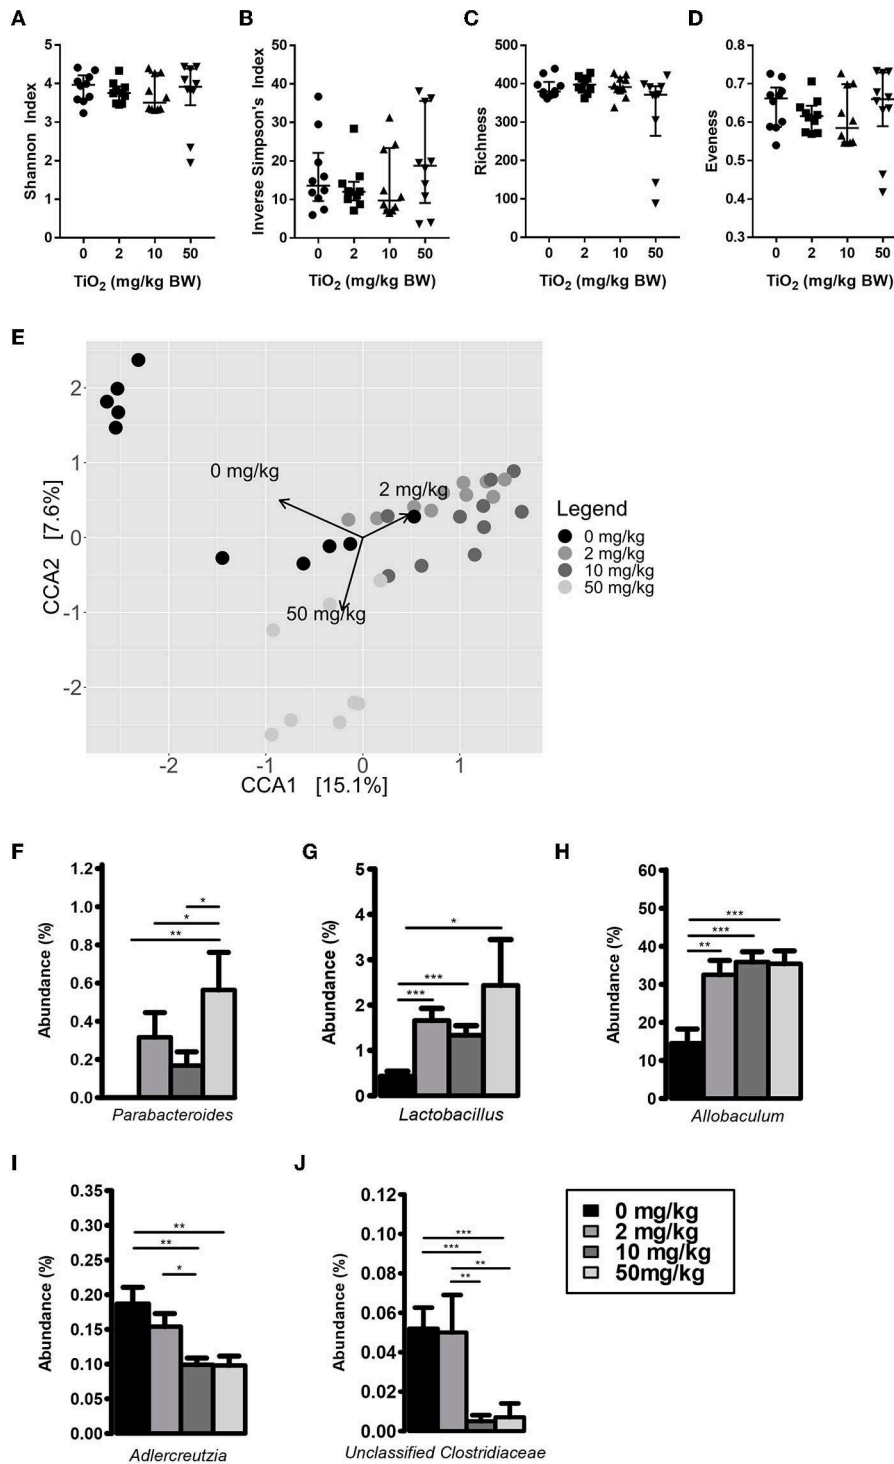 A
Shannon Index
5
4
3
2
1
0
0 2 10 50
TiO2 (mg/kg BW)
B
Inverse Simpson's Index
50
40
30
20
10
0
0 2 10 50
TiO2 (mg/kg BW)
C
Richness
500
400
300
200
100
0
0 2 10 50
TiO2 (mg/kg BW)
D
Eveness
0.8
0.7
0.6
0.5
0.4
0.3
0 2 10 50
TiO2 (mg/kg BW)
E
CCA2 [7.6%]
2
1
0
-1
-2
0 mg/kg
2 mg/kg
50 mg/kg
-2 -1 0 1
CCA1 [15.1%]
Legend
0 mg/kg
2 mg/kg
10 mg/kg
50 mg/kg
F
Abundance (%)
1.2
1.0
0.8
0.6
0.4
0.2
0.0
*
*
**
Parabacteroides
G
Abundance (%)
5
4
3
2
1
0
*
***
***
Lactobacillus
H
Abundance (%)
60
50
40
30
20
10
0
***
***
**
Allobaculum
I
Abundance (%)
0.35
0.30
0.25
0.20
0.15
0.10
0.05
0.00
**
**
*
Adlercreutzia
J
Abundance (%)
0.12
0.10
0.08
0.06
0.04
0.02
0.00
***
***
**
**
Unclassified Clostridiaceae
0 mg/kg
2 mg/kg
10 mg/kg
50mg/kg